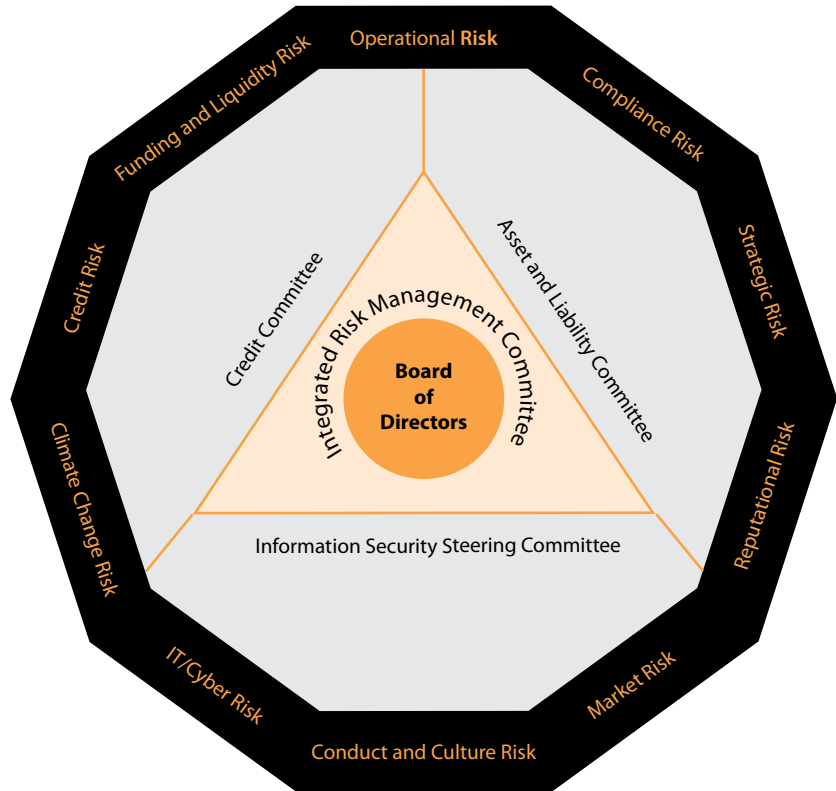 Operational Risk
Compliance Risk
Strategic Risk
Reputational Risk
Market Risk
Conduct and Culture Risk
IT/Cyber Risk
Climate Change Risk
Credit Risk
Funding and Liquidity Risk
Credit Committee
Asset and Liability Committee
Information Security Steering Committee
Integrated Risk Management Committee
Board
of
Directors